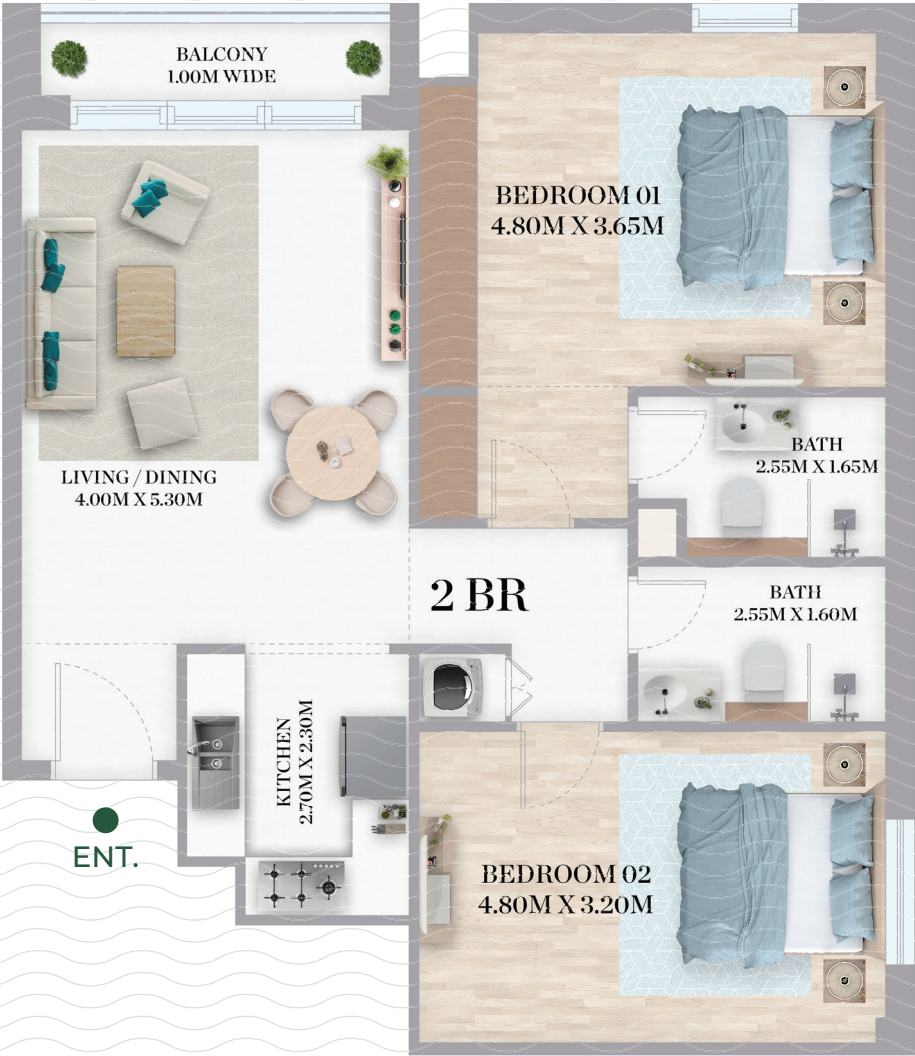 BALCONY
1.00M WIDE
BEDROOM 01
4.80M X 3.65M
BATH
2.55M X 1.65M
LIVING / DINING
4.00M X 5.30M
2 BR
BATH
2.55M X 1.60M
KITCHEN
2.70M X 2.30M
ENT.
BEDROOM 02
4.80M X 3.20M